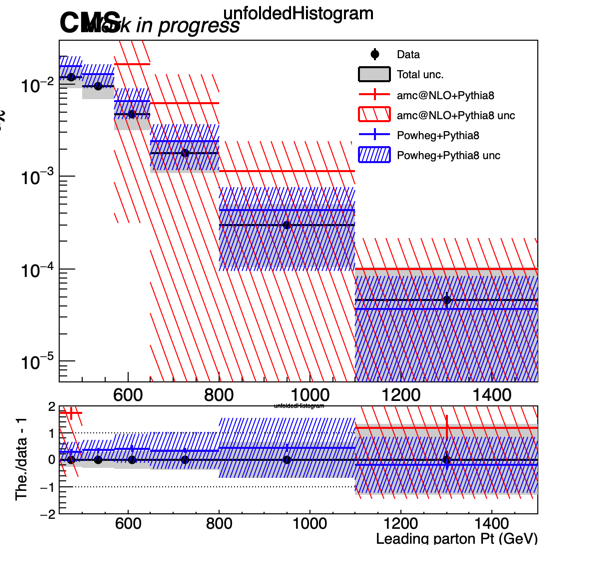 unfoldedHistogram
CMS Work in progress
Data
Total unc.
amc@NLO+Pythia8
amc@NLO+Pythia8 unc
Powheg+Pythia8
Powheg+Pythia8 unc
10⁻²
10⁻³
10⁻⁴
10⁻⁵
600 800 1000 1200 1400
unfoldedHistogram
The./data - 1
2
1
0
−1
−2
600 800 1000 1200 1400
Leading parton Pt (GeV)